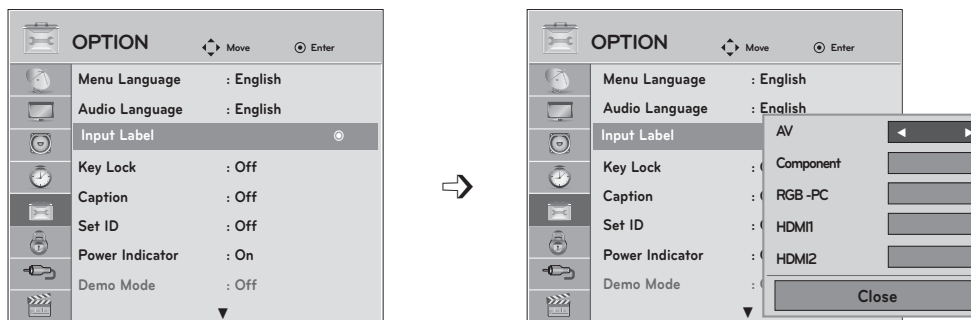 OPTION Move Enter
Menu Language : English
Audio Language : English
Input Label
Key Lock : Off
Caption : Off
Set ID : Off
Power Indicator : On
Demo Mode : Off
OPTION Move Enter
Menu Language : English
Audio Language : English
Input Label
Key Lock :
Caption :
Set ID :
Power Indicator :
Demo Mode :
AV
Component
RGB -PC
HDMI1
HDMI2
Close